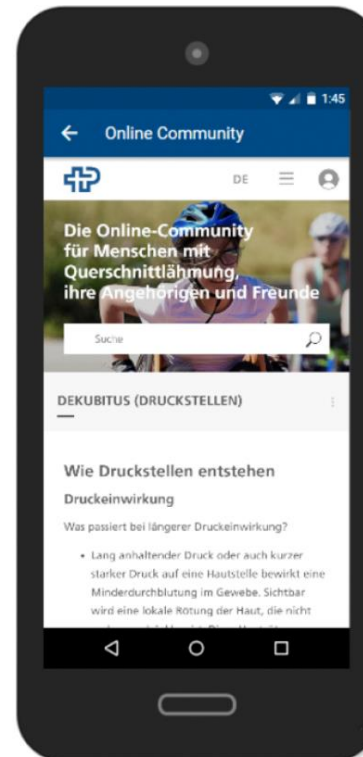 1:45
Online Community
DE
Die Online-Community
für Menschen mit
Querschnittlähmung,
ihre Angehörigen und Freunde
Suche
DEKUBITUS (DRUCKSTELLEN)
Wie Druckstellen entstehen
Druckeinwirkung
Was passiert bei längerer Druckeinwirkung?
• Lang anhaltender Druck oder auch kurzer
starker Druck auf eine Hautstelle bewirkt eine
Minderdurchblutung im Gewebe. Sichtbar
wird eine lokale Rötung der Haut, die nicht